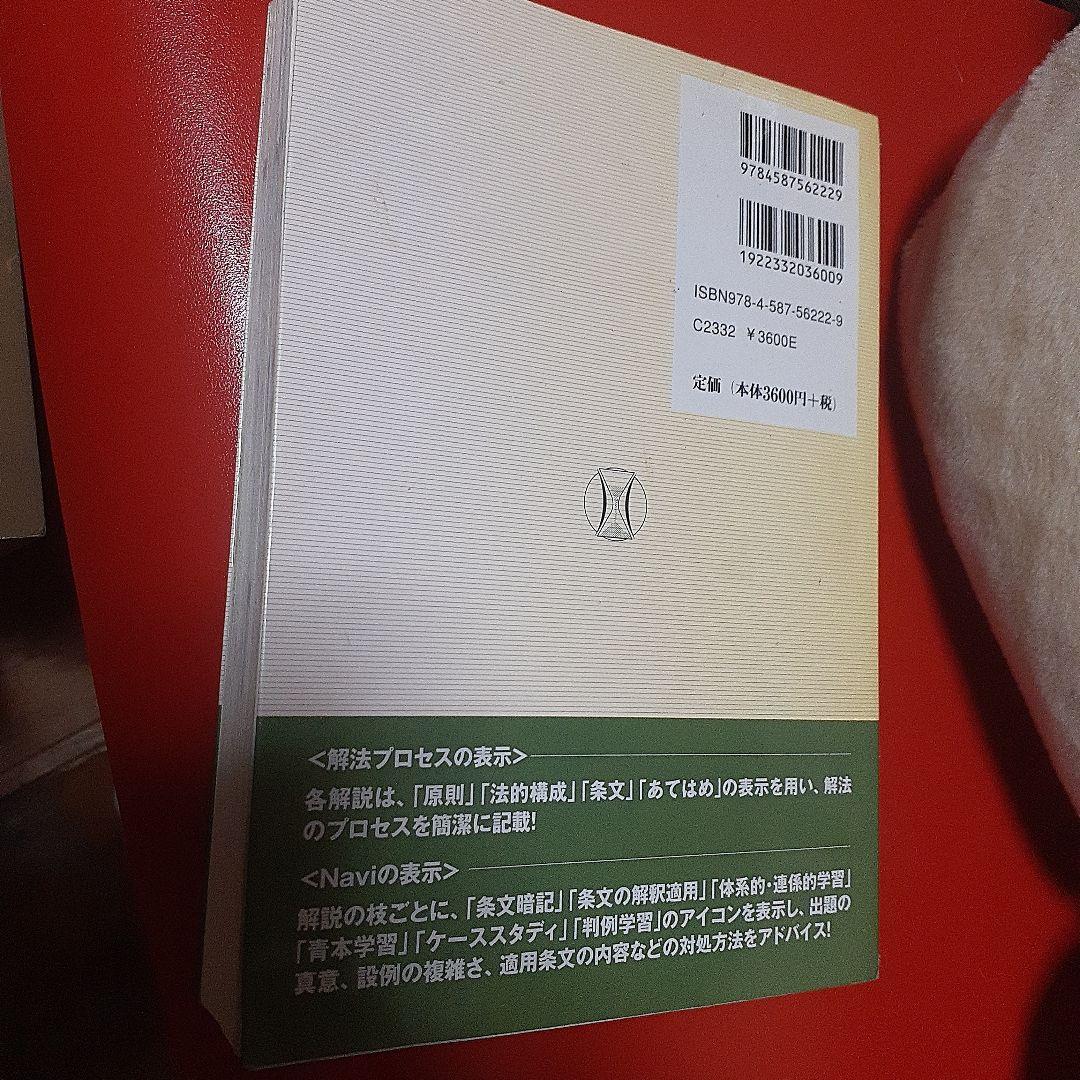 9784587562229
1922332036009
ISBN978-4-587-56222-9
C2332 ¥3600E
定価（本体3600円＋税）
<解法プロセスの表示>
各解説は、「原則」「法的構成」「条文」「あてはめ」の表示を用い、解法
のプロセスを簡潔に記載!
<Naviの表示>
解説の枝ごとに、「条文暗記」「条文の解釈適用」「体系的・連係的学習」
「青本学習」「ケーススタディ」「判例学習」のアイコンを表示し、出題の
真意、設例の複雑さ、適用条文の内容などの対処方法をアドバイス!